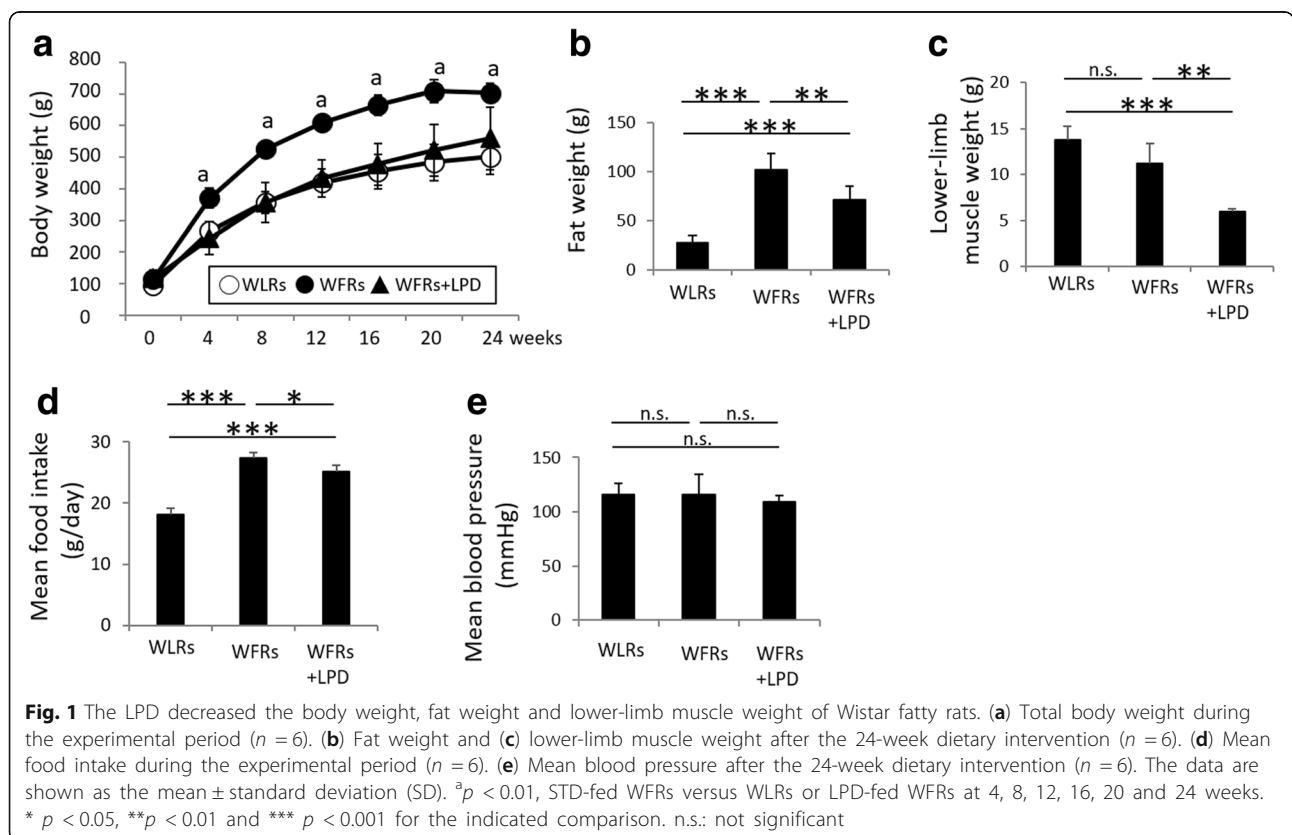 a
800
700
600
500
400
300
200
100
0
Body weight (g)
a a a a a a
WLRs WFRs WFRs+LPD
0 4 8 12 16 20 24 weeks
b
*** **
***
Fat weight (g)
150
100
50
0
WLRs WFRs WFRs
+LPD
c
n.s. **
***
Lower-limb
muscle weight (g)
20
15
10
5
0
WLRs WFRs WFRs
+LPD
d
*** *
***
Mean food intake
(g/day)
30
20
10
0
WLRs WFRs WFRs
+LPD
e
n.s. n.s.
n.s.
Mean blood pressure
(mmHg)
150
100
50
0
WLRs WFRs WFRs
+LPD
Fig. 1 The LPD decreased the body weight, fat weight and lower-limb muscle weight of Wistar fatty rats. (a) Total body weight during
the experimental period (n = 6). (b) Fat weight and (c) lower-limb muscle weight after the 24-week dietary intervention (n = 6). (d) Mean
food intake during the experimental period (n = 6). (e) Mean blood pressure after the 24-week dietary intervention (n = 6). The data are
shown as the mean ± standard deviation (SD). ᵃp < 0.01, STD-fed WFRs versus WLRs or LPD-fed WFRs at 4, 8, 12, 16, 20 and 24 weeks.
* p < 0.05, **p < 0.01 and *** p < 0.001 for the indicated comparison. n.s.: not significant